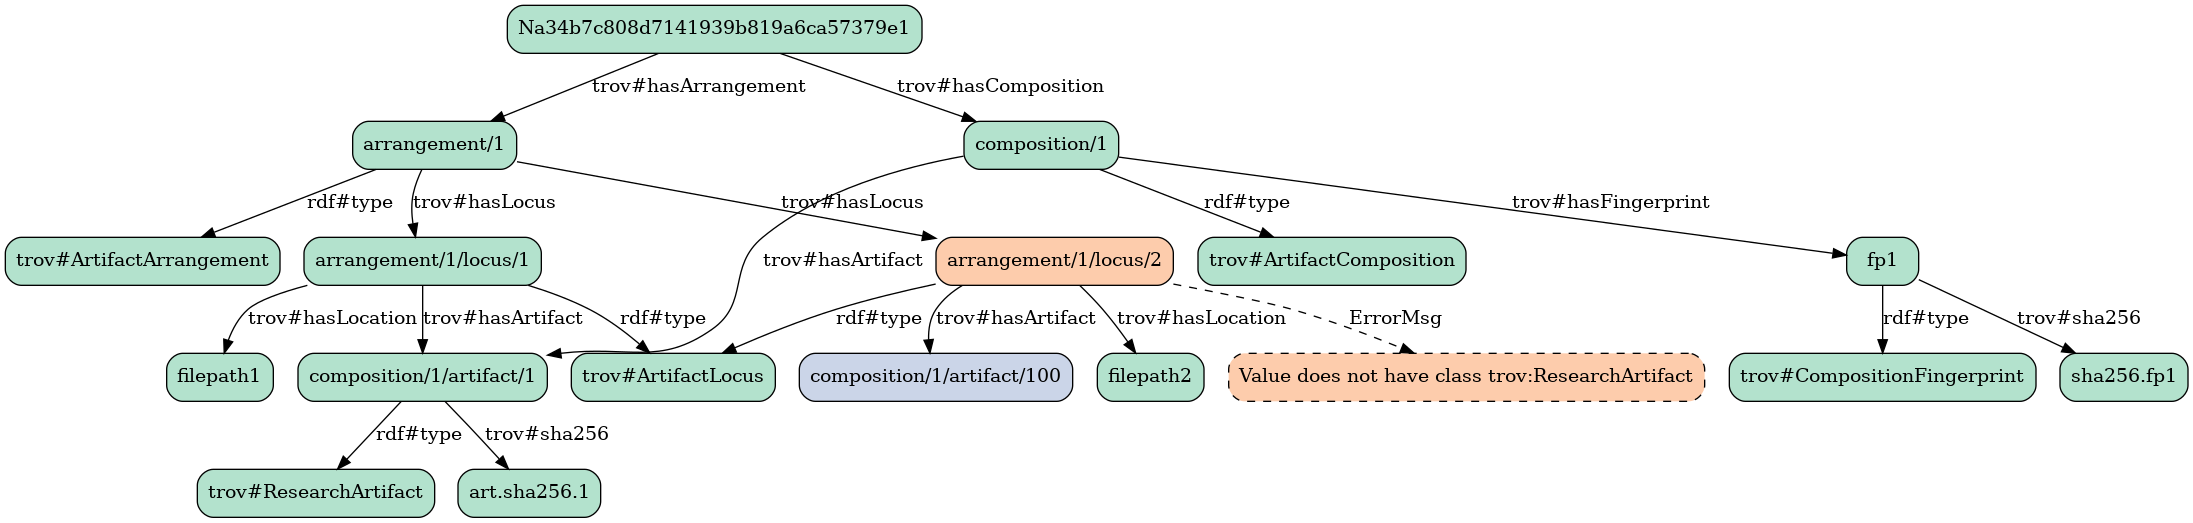 Na34b7c808d7141939b819a6ca57379e1
trov#hasArrangement
trov#hasComposition
arrangement/1
composition/1
rdf#type
trov#hasLocus
trov#hasLocus
rdf#type
trov#hasFingerprint
trov#ArtifactArrangement
arrangement/1/locus/1
trov#hasArtifact
arrangement/1/locus/2
trov#ArtifactComposition
fp1
trov#hasLocation
trov#hasArtifact
rdf#type
rdf#type
trov#hasArtifact
trov#hasLocation
ErrorMsg
rdf#type
trov#sha256
filepath1
composition/1/artifact/1
trov#ArtifactLocus
composition/1/artifact/100
filepath2
Value does not have class trov:ResearchArtifact
trov#CompositionFingerprint
sha256.fp1
rdf#type
trov#sha256
trov#ResearchArtifact
art.sha256.1